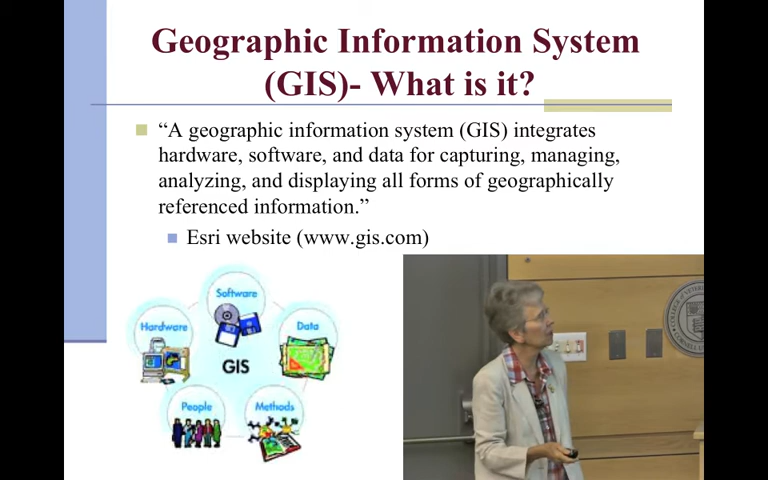 Geographic Information System
(GIS)- What is it?
“A geographic information system (GIS) integrates
hardware, software, and data for capturing, managing,
analyzing, and displaying all forms of geographically
referenced information.”
Esri website (www.gis.com)
Software
Hardware
Data
GIS
People
Methods